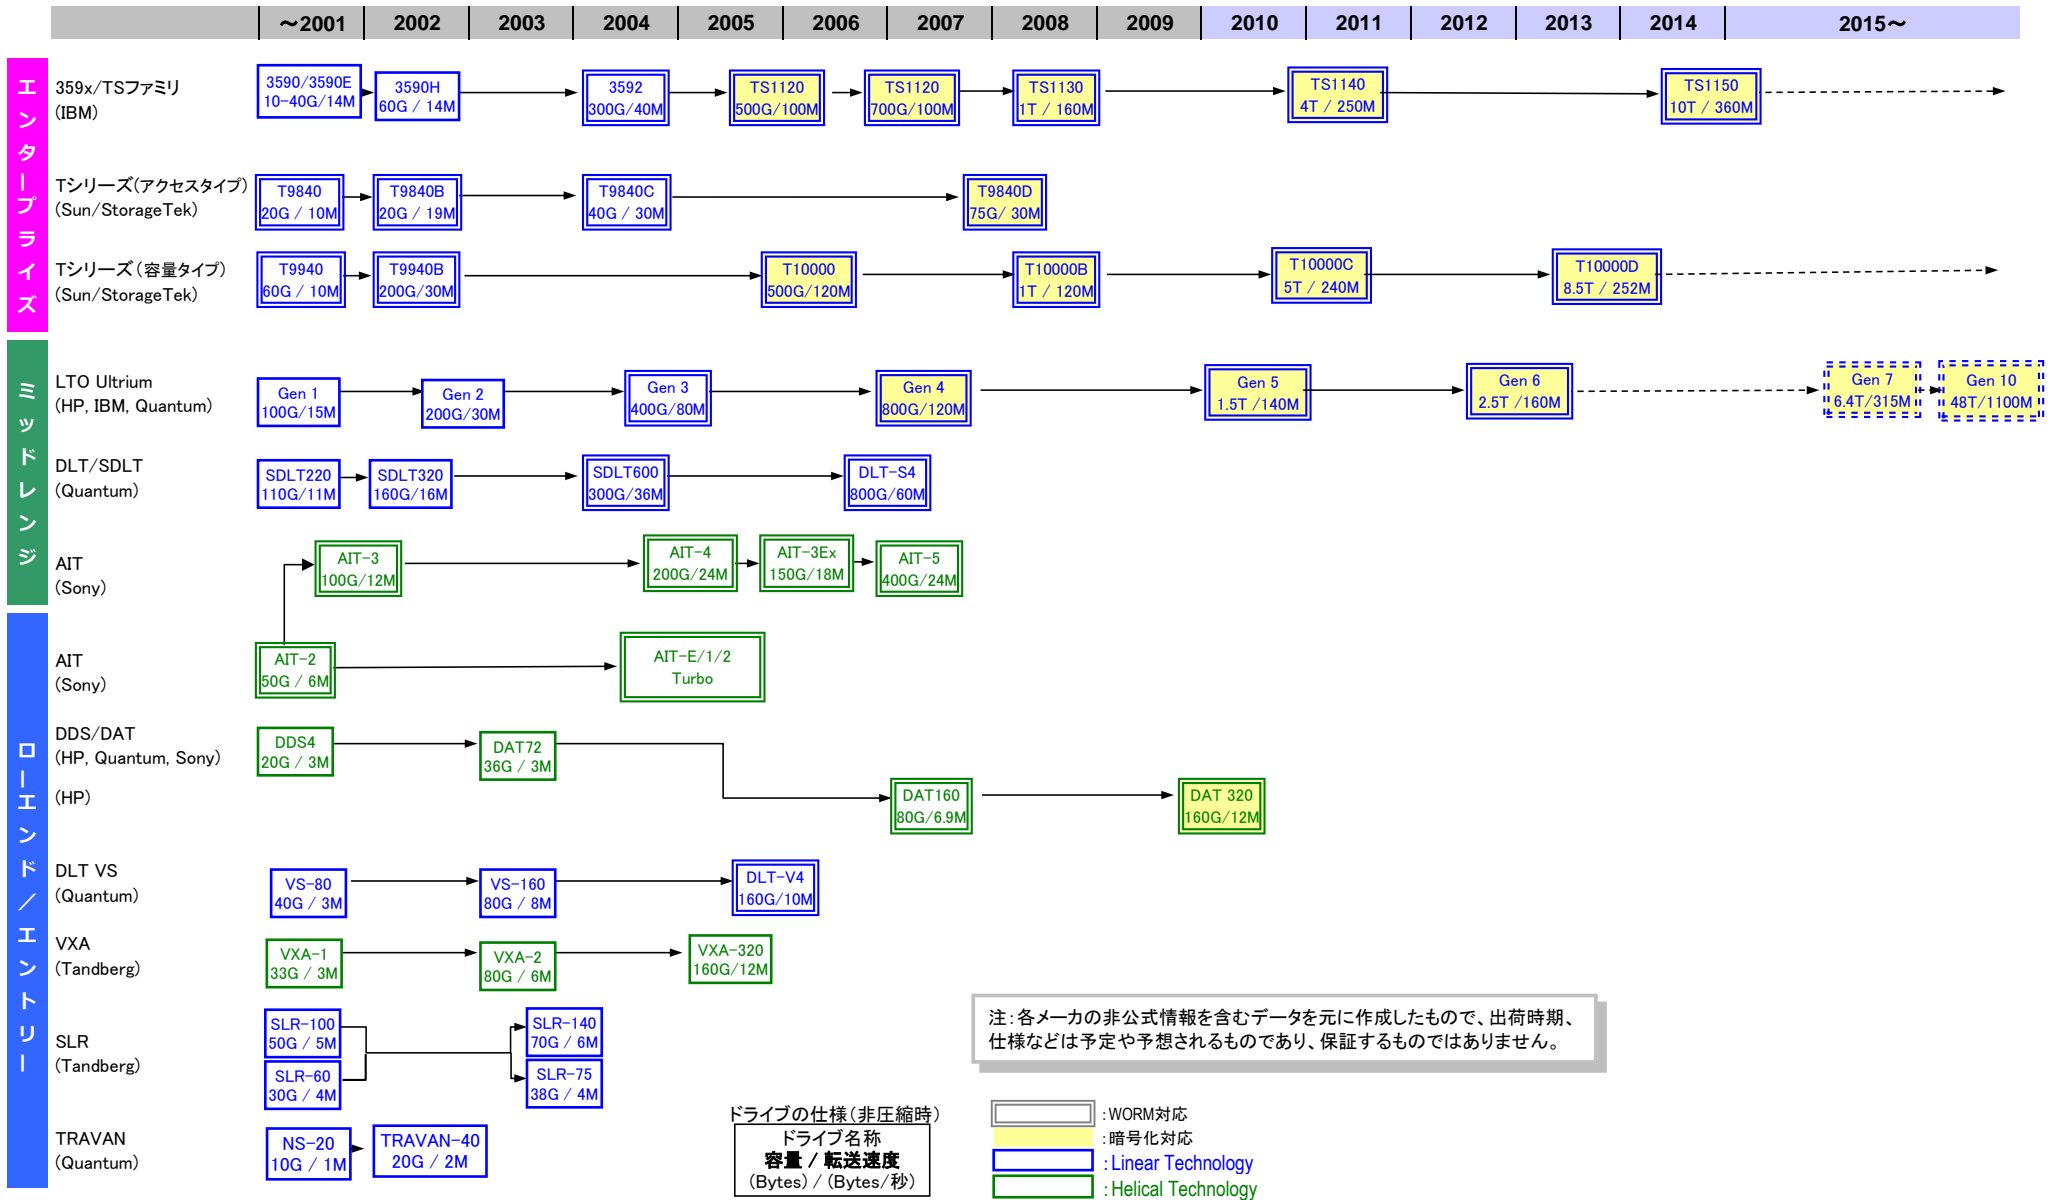 ～2001 2002 2003 2004 2005 2006 2007 2008 2009 2010 2011 2012 2013 2014 2015～
エンタープライズ
359x/TSファミリ
(IBM)
3590/3590E
10-40G/14M
3590H
60G / 14M
3592
300G/40M
TS1120
500G/100M
TS1120
700G/100M
TS1130
1T / 160M
TS1140
4T / 250M
TS1150
10T / 360M
Tシリーズ(アクセスタイプ)
(Sun/StorageTek)
T9840
20G / 10M
T9840B
20G / 19M
T9840C
40G / 30M
T9840D
75G/ 30M
Tシリーズ（容量タイプ）
(Sun/StorageTek)
T9940
60G / 10M
T9940B
200G/30M
T10000
500G/120M
T10000B
1T / 120M
T10000C
5T / 240M
T10000D
8.5T / 252M
ミッドレンジ
LTO Ultrium
(HP, IBM, Quantum)
Gen 1
100G/15M
Gen 2
200G/30M
Gen 3
400G/80M
Gen 4
800G/120M
Gen 5
1.5T /140M
Gen 6
2.5T /160M
Gen 7
6.4T/315M
Gen 10
48T/1100M
DLT/SDLT
(Quantum)
SDLT220
110G/11M
SDLT320
160G/16M
SDLT600
300G/36M
DLT-S4
800G/60M
AIT
(Sony)
AIT-3
100G/12M
AIT-4
200G/24M
AIT-3Ex
150G/18M
AIT-5
400G/24M
ローエンド／エントリー
AIT
(Sony)
AIT-2
50G / 6M
AIT-E/1/2
Turbo
DDS/DAT
(HP, Quantum, Sony)
(HP)
DDS4
20G / 3M
DAT72
36G / 3M
DAT160
80G/6.9M
DAT 320
160G/12M
DLT VS
(Quantum)
VS-80
40G / 3M
VS-160
80G / 8M
DLT-V4
160G/10M
VXA
(Tandberg)
VXA-1
33G / 3M
VXA-2
80G / 6M
VXA-320
160G/12M
SLR
(Tandberg)
SLR-100
50G / 5M
SLR-60
30G / 4M
SLR-140
70G / 6M
SLR-75
38G / 4M
注：各メーカの非公式情報を含むデータを元に作成したもので、出荷時期、
仕様などは予定や予想されるものであり、保証するものではありません。
TRAVAN
(Quantum)
NS-20
10G / 1M
TRAVAN-40
20G / 2M
ドライブの仕様（非圧縮時）
ドライブ名称
容量 / 転送速度
(Bytes) / (Bytes/秒)
：WORM対応
：暗号化対応
：Linear Technology
：Helical Technology